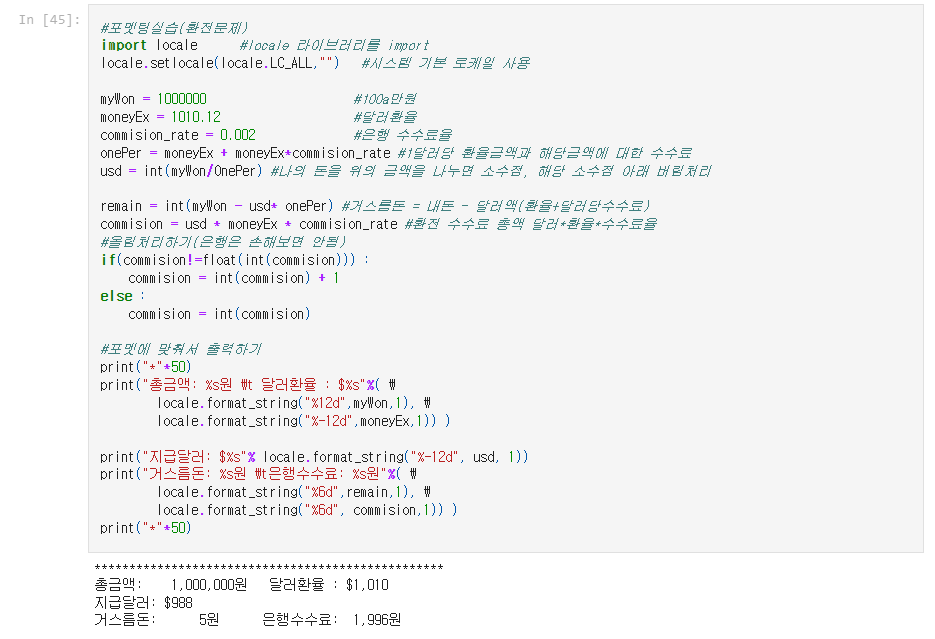 In [45]:
#포멧팅실습(환전문제)
import locale #locale 라이브러리를 import
locale.setlocale(locale.LC_ALL,"") #시스템 기본 로케일 사용
myWon = 1000000 #100a만원
moneyEx = 1010.12 #달러환율
commision_rate = 0.002 #은행 수수료율
onePer = moneyEx + moneyEx*commision_rate #1달러당 환율금액과 해당금액에 대한 수수료
usd = int(myWon/OnePer) #나의 돈을 위의 금액을 나누면 소수점, 해당 소수점 아래 버림처리
remain = int(myWon - usd* onePer) #거스름돈 = 내돈 - 달러액(환율+달러당수수료)
commision = usd * moneyEx * commision_rate #환전 수수료 총액 달러*환율*수수료율
#올림처리하기(은행은 손해보면 안됨)
if(commision!=float(int(commision))) :
commision = int(commision) + 1
else :
commision = int(commision)
#포멧에 맞춰서 출력하기
print("*"*50)
print("총금액: %s원 ₩t 달러환율 : $%s"%( ₩
locale.format_string("%12d",myWon,1), ₩
locale.format_string("%-12d",moneyEx,1)) )
print("지급달러: $%s"% locale.format_string("%-12d", usd, 1))
print("거스름돈: %s원 ₩t은행수수료: %s원"%( ₩
locale.format_string("%6d",remain,1), ₩
locale.format_string("%6d", commision,1)) )
print("*"*50)
**************************************************
총금액: 1,000,000원 달러환율 : $1,010
지급달러: $988
거스름돈: 5원 은행수수료: 1,996원